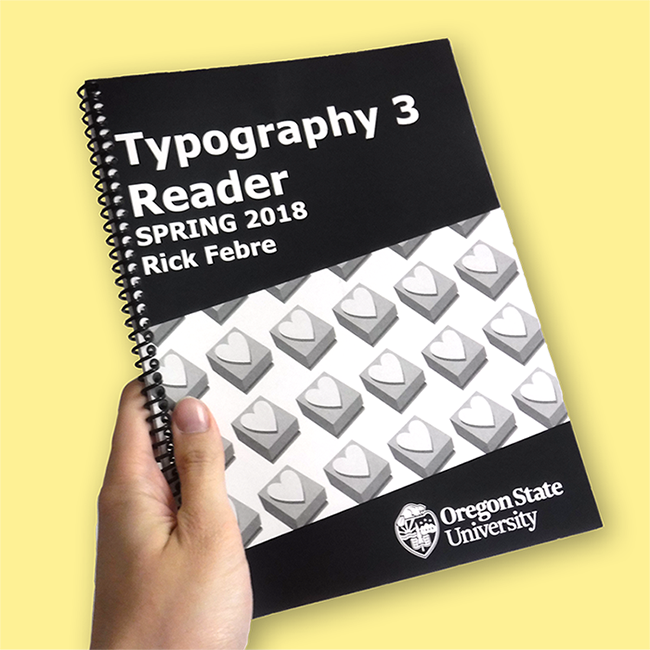 Typography 3
Reader
SPRING 2018
Rick Febre
Oregon State
University